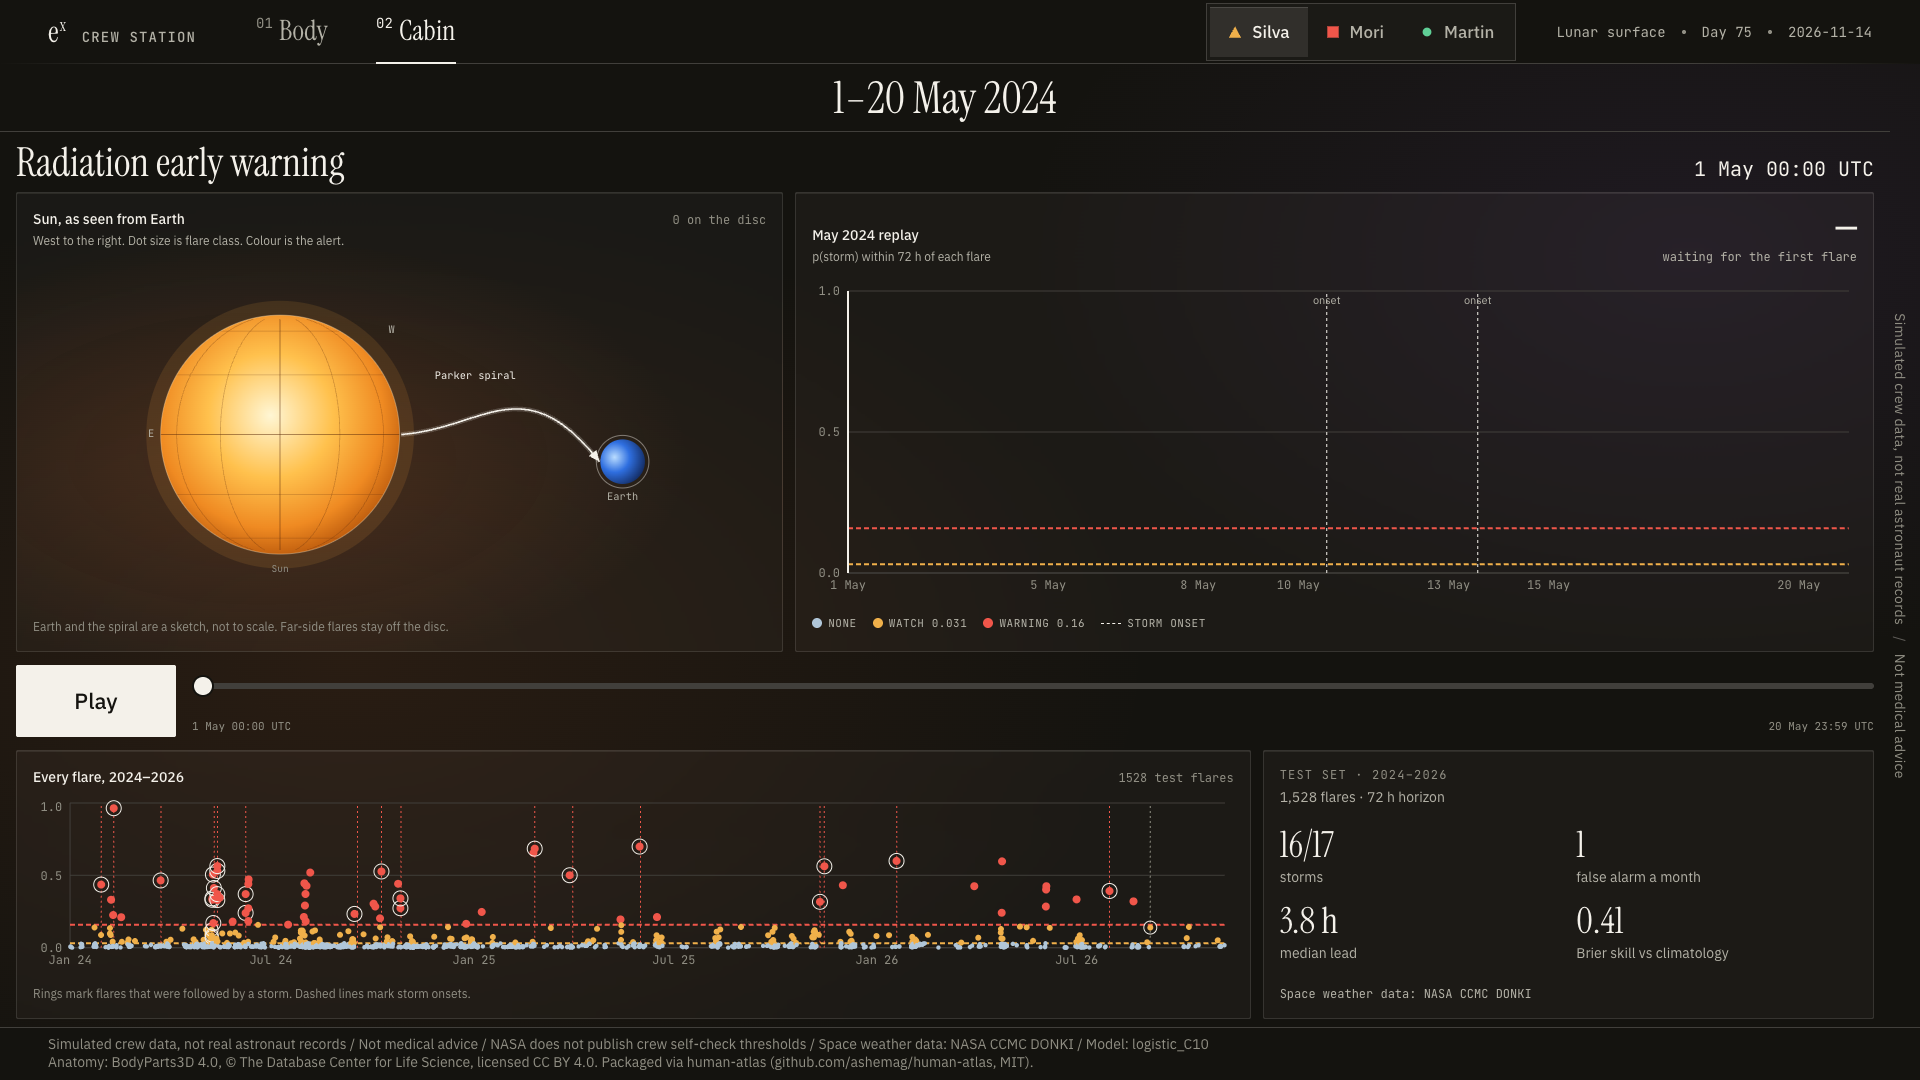 e^x CREW STATION
01 Body
02 Cabin
Silva
Mori
Martin
Lunar surface • Day 75 • 2026-11-14
1–20 May 2024
Radiation early warning
1 May 00:00 UTC
Sun, as seen from Earth
0 on the disc
West to the right. Dot size is flare class. Colour is the alert.
W
Parker spiral
E
Earth
Sun
Earth and the spiral are a sketch, not to scale. Far-side flares stay off the disc.
May 2024 replay
—
p(storm) within 72 h of each flare
waiting for the first flare
1.0
onset
onset
0.5
0.0
1 May
5 May
8 May
10 May
13 May
15 May
20 May
NONE
WATCH 0.031
WARNING 0.16
STORM ONSET
Play
1 May 00:00 UTC
20 May 23:59 UTC
Every flare, 2024–2026
1528 test flares
1.0
0.5
0.0
Jan 24
Jul 24
Jan 25
Jul 25
Jan 26
Jul 26
Rings mark flares that were followed by a storm. Dashed lines mark storm onsets.
TEST SET · 2024–2026
1,528 flares · 72 h horizon
16/17
storms
1
false alarm a month
3.8 h
median lead
0.41
Brier skill vs climatology
Space weather data: NASA CCMC DONKI
Simulated crew data, not real astronaut records / Not medical advice
Simulated crew data, not real astronaut records / Not medical advice / NASA does not publish crew self-check thresholds / Space weather data: NASA CCMC DONKI / Model: logistic_C10
Anatomy: BodyParts3D 4.0, © The Database Center for Life Science, licensed CC BY 4.0. Packaged via human-atlas (github.com/ashemag/human-atlas, MIT).